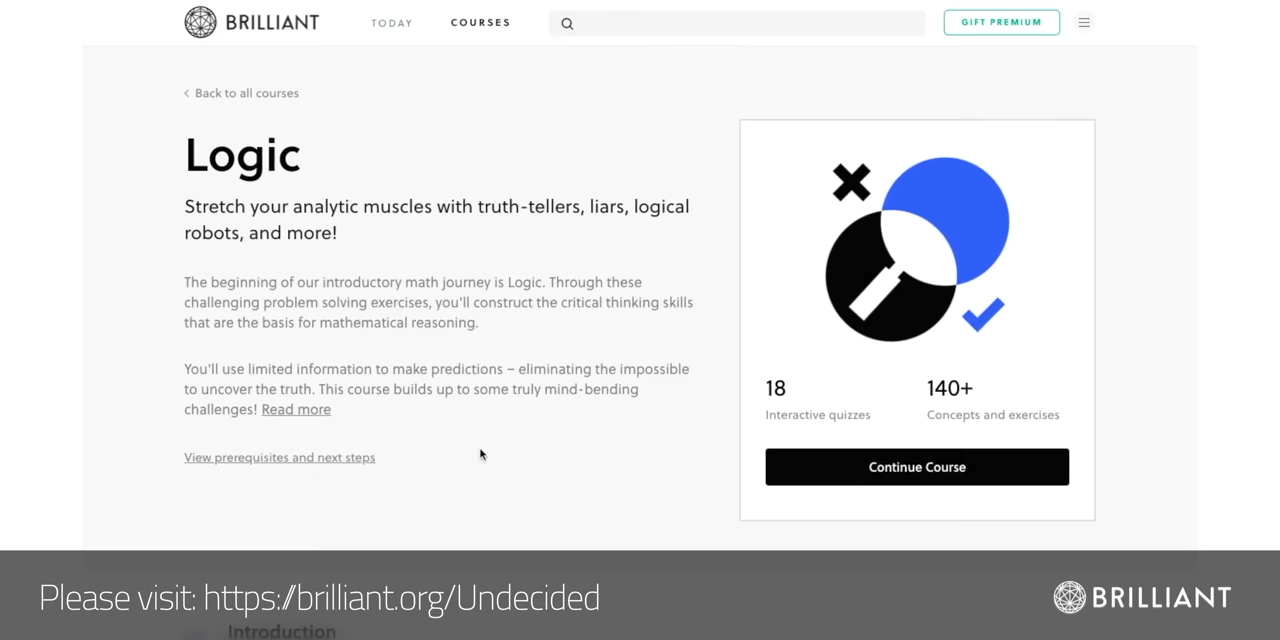 BRILLIANT
TODAY
COURSES
GIFT PREMIUM
< Back to all courses
Logic
Stretch your analytic muscles with truth-tellers, liars, logical
robots, and more!
The beginning of our introductory math journey is Logic. Through these
challenging problem solving exercises, you'll construct the critical thinking skills
that are the basis for mathematical reasoning.
You'll use limited information to make predictions – eliminating the impossible
to uncover the truth. This course builds up to some truly mind-bending
challenges! Read more
View prerequisites and next steps
18
Interactive quizzes
140+
Concepts and exercises
Continue Course
Please visit: https://brilliant.org/Undecided
BRILLIANT
Introduction